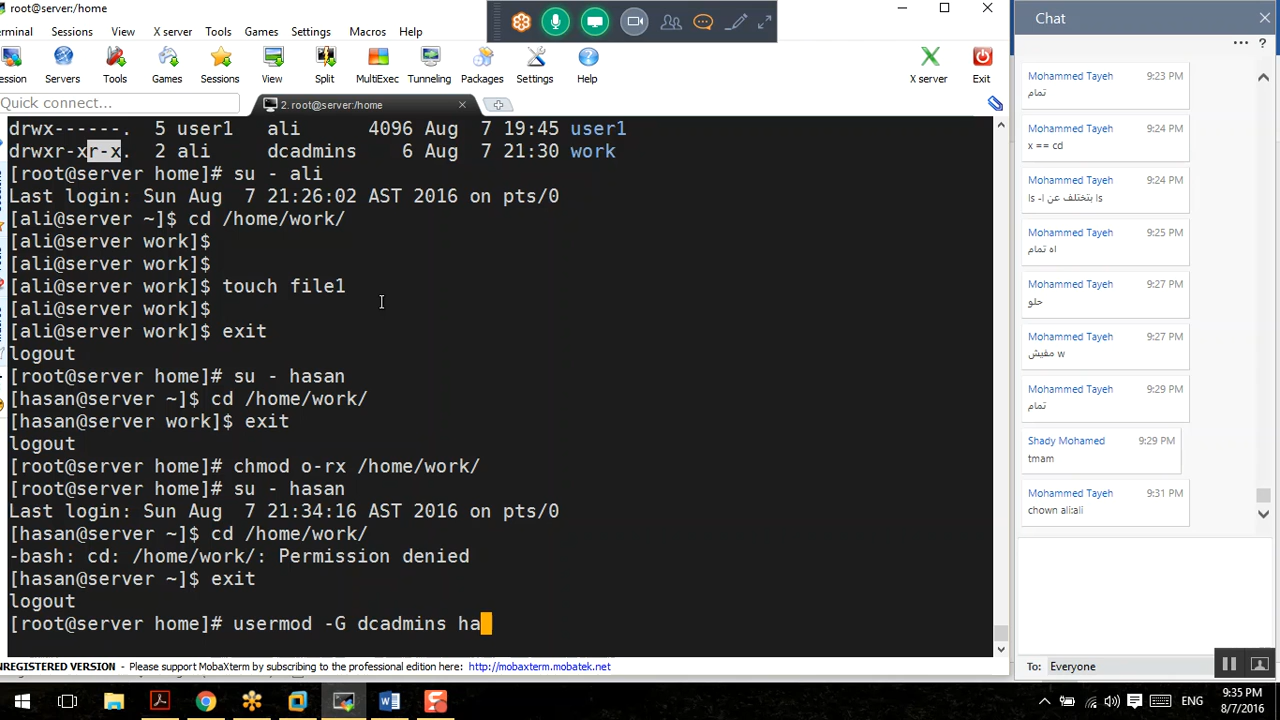 root@server:/home
erminal Sessions View X server Tools Games Settings Macros Help
ession Servers Tools Games Sessions View Split MultiExec Tunneling Packages Settings Help X server Exit
Quick connect...
2. root@server:/home
drwx------. 5 user1 ali 4096 Aug 7 19:45 user1
drwxr-xr-x. 2 ali dcadmins 6 Aug 7 21:30 work
[root@server home]# su - ali
Last login: Sun Aug 7 21:26:02 AST 2016 on pts/0
[ali@server ~]$ cd /home/work/
[ali@server work]$
[ali@server work]$
[ali@server work]$ touch file1
[ali@server work]$
[ali@server work]$ exit
logout
[root@server home]# su - hasan
[hasan@server ~]$ cd /home/work/
[hasan@server work]$ exit
logout
[root@server home]# chmod o-rx /home/work/
[root@server home]# su - hasan
Last login: Sun Aug 7 21:34:16 AST 2016 on pts/0
[hasan@server ~]$ cd /home/work/
-bash: cd: /home/work/: Permission denied
[hasan@server ~]$ exit
logout
[root@server home]# usermod -G dcadmins ha
NREGISTERED VERSION - Please support MobaXterm by subscribing to the professional edition here: http://mobaxterm.mobatek.net
Chat
... ?
Mohammed Tayeh 9:23 PM
تمام
Mohammed Tayeh 9:24 PM
x == cd
Mohammed Tayeh 9:24 PM
ls بتختلف عن ls -l
Mohammed Tayeh 9:25 PM
اه تمام
Mohammed Tayeh 9:27 PM
حلو
Mohammed Tayeh 9:27 PM
مفيش w
Mohammed Tayeh 9:29 PM
تمام
Shady Mohamed 9:29 PM
tmam
Mohammed Tayeh 9:31 PM
chown ali:ali
To: Everyone
ENG
9:35 PM
8/7/2016